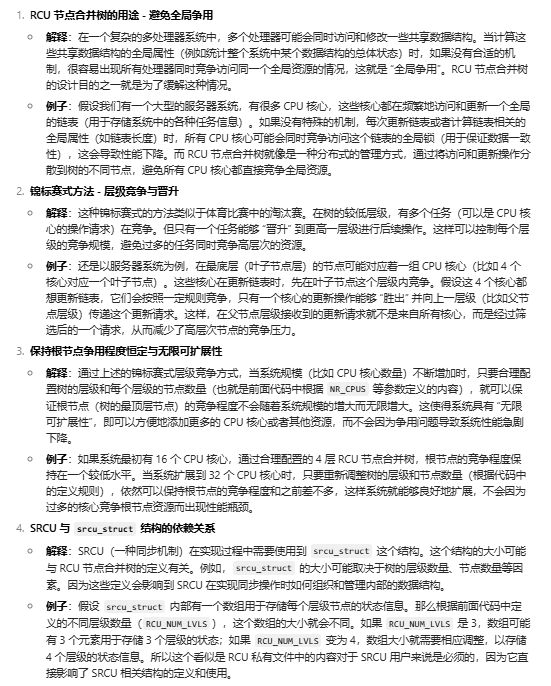 1. RCU 节点合并树的用途 - 避免全局争用
○ 解释：在一个复杂的多处理器系统中，多个处理器可能会同时访问和修改一些共享数据结构。当计算这
些共享数据结构的全局属性（例如统计整个系统中某个数据结构的总体状态）时，如果没有合适的机
制，很容易出现所有处理器同时竞争访问同一个全局资源的情况，这就是 “全局争用”。RCU 节点合并树
的设计目的之一就是为了缓解这种情况。
○ 例子：假设我们有一个大型的服务器系统，有很多 CPU 核心，这些核心都在频繁地访问和更新一个全局
的链表（用于存储系统中的各种任务信息）。如果没有特殊的机制，每次更新链表或者计算链表相关的
全局属性（如链表长度）时，所有 CPU 核心可能会同时竞争访问这个链表的全局锁（用于保证数据一致
性），这会导致性能下降。而 RCU 节点合并树就像是一种分布式的管理方式，通过将访问和更新操作分
散到树的不同节点，避免所有 CPU 核心都直接竞争全局资源。
2. 锦标赛式方法 - 层级竞争与晋升
○ 解释：这种锦标赛式的方法类似于体育比赛中的淘汰赛。在树的较低层级，有多个任务（可以是 CPU 核
心的操作请求）在竞争。但只有一个任务能够 “晋升” 到更高一层级进行后续操作。这样可以控制每个层
级的竞争规模，避免过多的任务同时竞争高层次的资源。
○ 例子：还是以服务器系统为例，在最底层（叶子节点层）的节点可能对应着一组 CPU 核心（比如 4 个
核心对应一个叶子节点）。这些核心在更新链表时，先在叶子节点这个层级内竞争。假设这 4 个核心都
想更新链表，它们会按照一定规则竞争，只有一个核心的更新操作能够 “胜出” 并向上一层级（比如父节
点层级）传递这个更新请求。这样，在父节点层级接收到的更新请求就不是来自所有核心，而是经过筛
选后的一个请求，从而减少了高层次节点的竞争压力。
3. 保持根节点争用程度恒定与无限可扩展性
○ 解释：通过上述的锦标赛式层级竞争方式，当系统规模（比如 CPU 核心数量）不断增加时，只要合理配
置树的层级和每个层级的节点数量（也就是前面代码中根据 NR_CPUS 等参数定义的内容），就可以保
证根节点（树的最顶层节点）的竞争程度不会随着系统规模的增大而无限增大。这使得系统具有 “无限
可扩展性”，即可以方便地添加更多的 CPU 核心或者其他资源，而不会因为争用问题导致系统性能急剧
下降。
○ 例子：如果系统最初有 16 个 CPU 核心，通过合理配置的 4 层 RCU 节点合并树，根节点的竞争程度保
持在一个较低水平。当系统扩展到 32 个 CPU 核心时，只要重新调整树的层级和节点数量（根据代码中
的定义规则），依然可以保持根节点的竞争程度和之前差不多，这样系统就能够良好地扩展，不会因为
过多的核心竞争根节点资源而出现性能瓶颈。
4. SRCU 与 srcu_struct 结构的依赖关系
○ 解释：SRCU（一种同步机制）在实现过程中需要使用到 srcu_struct 这个结构。这个结构的大小可能
与 RCU 节点合并树的定义有关。例如，srcu_struct 的大小可能取决于树的层级数量、节点数量等因
素。因为这些定义会影响到 SRCU 在实现同步操作时如何组织和管理内部的数据结构。
○ 例子：假设 srcu_struct 内部有一个数组用于存储每个层级节点的状态信息。那么根据前面代码中定
义的不同层级数量（RCU_NUM_LVLS），这个数组的大小就会不同。如果 RCU_NUM_LVLS 是 3，数组可能
有 3 个元素用于存储 3 个层级的状态；如果 RCU_NUM_LVLS 变为 4，数组大小就需要相应调整，以存储
4 个层级的状态信息。所以这个看似是 RCU 私有文件中的内容对于 SRCU 用户来说是必须的，因为它直
接影响了 SRCU 相关结构的定义和使用。